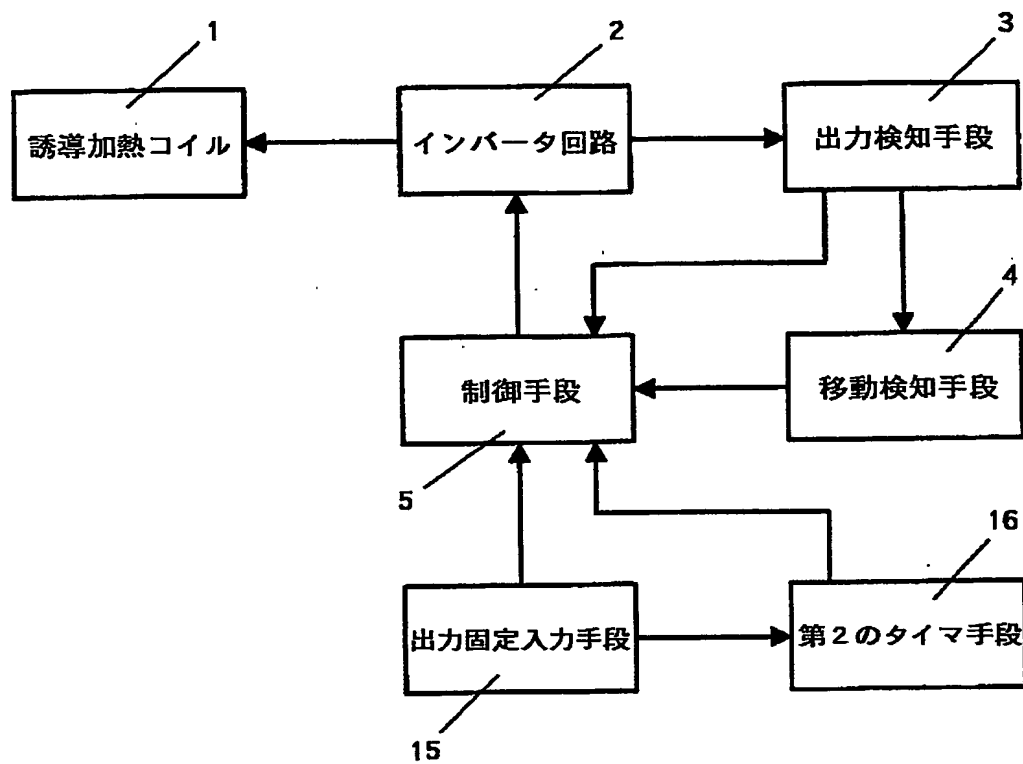 1
2
3
誘導加熱コイル
インバータ回路
出力検知手段
4
制御手段
移動検知手段
5
16
出力固定入力手段
第2のタイマ手段
15